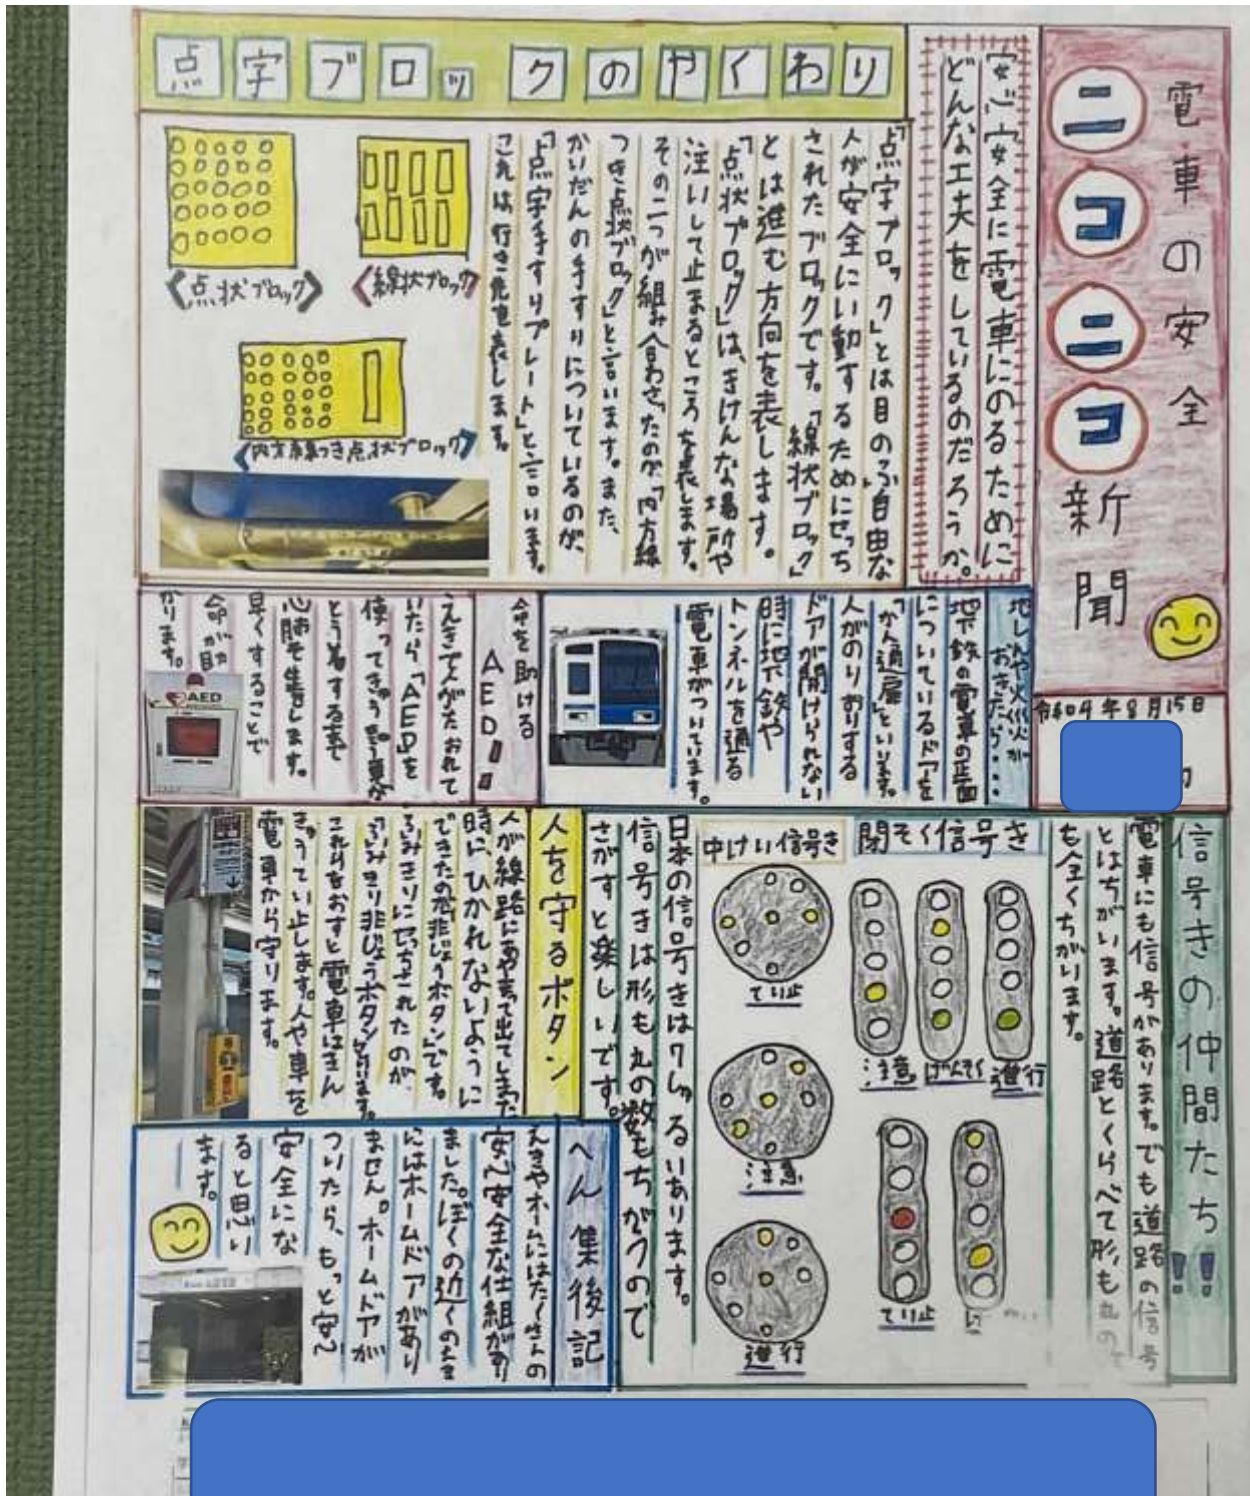 電車の安全
ニコニコ
新聞
令和04年8月15日
安心安全に電車にのるために
どんな工夫をしているのだろうか。
点字ブロックのやくわり
「点字ブロック」とは目のふ自由な
人が安全にい動するためにせっち
されたブロックです。「線状ブロック」
とは進む方向を表します。
「点状ブロック」は、きけんな場所や
注いして止まるところを表します。
その二つが組み合わさったのが「内方線
つき点状ブロック」と言います。また、
かいだんの手すりについているのが、
「点字手すりプレート」と言います。
これは行き先を表します。
《線状ブロック》
《点状ブロック》
《内方線つき点状ブロック》
地しんや火災が
おきたら・・・
地下鉄の電車の正面
についているドアを
「かん通扉」といいます。
人がのりおりする
ドアが開けられない
時に地下鉄や
トンネルを通る
電車がついています。
命を助ける
AED!!
えきで人がたおれて
いたら「AED」を
使ってきゅう急車が
とう着するまで
心肺そ生をします。
早くすることで
命が助
かります。
AED
信号きの仲間たち!!
電車にも信号があります。でも道路の信号
とはちがいます。道路とくらべて形も丸の
も全くちがいます。
閉そく信号き
進行
げんそく
注意
てい止
中けい信号き
てい止
注意
進行
日本の信号きは7しゅるいあります。
信号きは形も丸の数もちがうので
さがすと楽しいです。
人を守るボタン
人が線路にあやまって出てしまった
時に、ひかれないように
できたのが「非じょうボタン」です。
ふみきりにせっちされたのが、
「ふみきり非じょうボタン」といいます。
これらをおすと電車はきん
きゅうてい止します。人や車を
電車から守ります。
へん集後記
えきやホームにはたくさんの
安心安全な仕組があり
ました。ぼくの近くのえき
にはホームドアがあり
ません。ホームドアが
ついたら、もっと安心
安全にな
ると思い
ます。